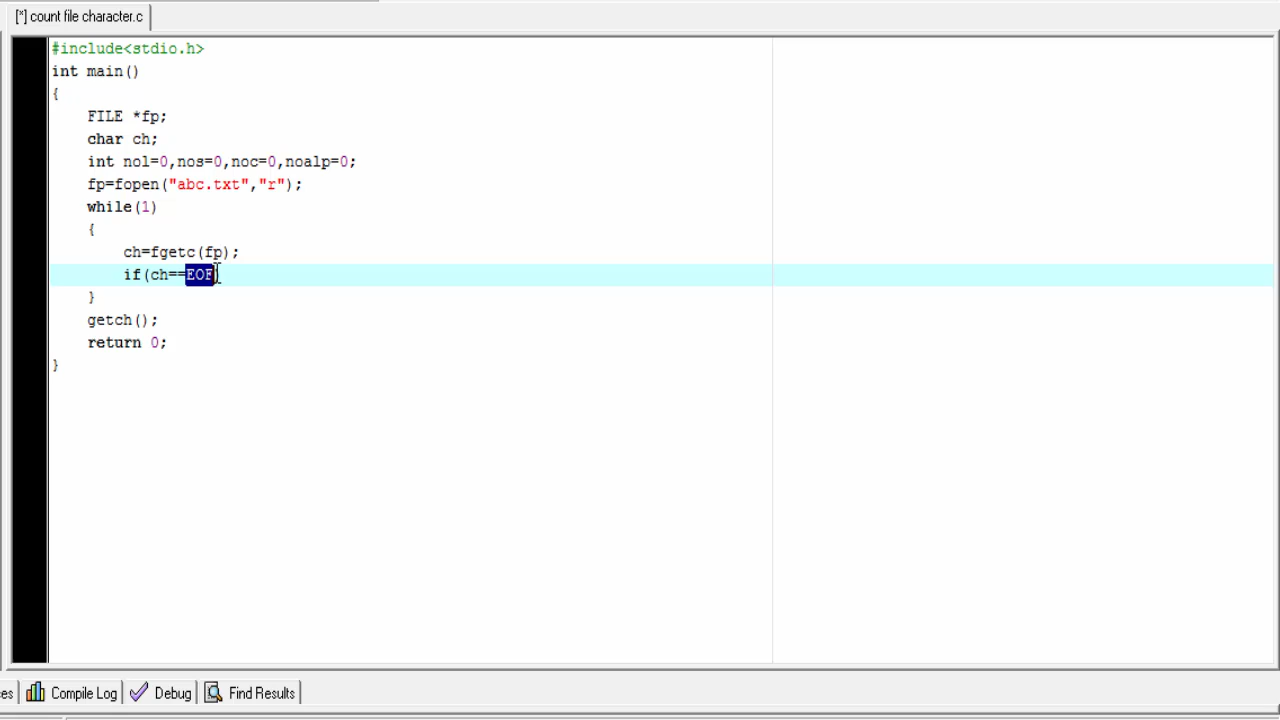 [*] count file character.c
#include<stdio.h>
int main()
{
FILE *fp;
char ch;
int nol=0,nos=0,noc=0,noalp=0;
fp=fopen("abc.txt","r");
while(1)
{
ch=fgetc(fp);
if(ch==EOF)
}
getch();
return 0;
}
es Compile Log Debug Find Results